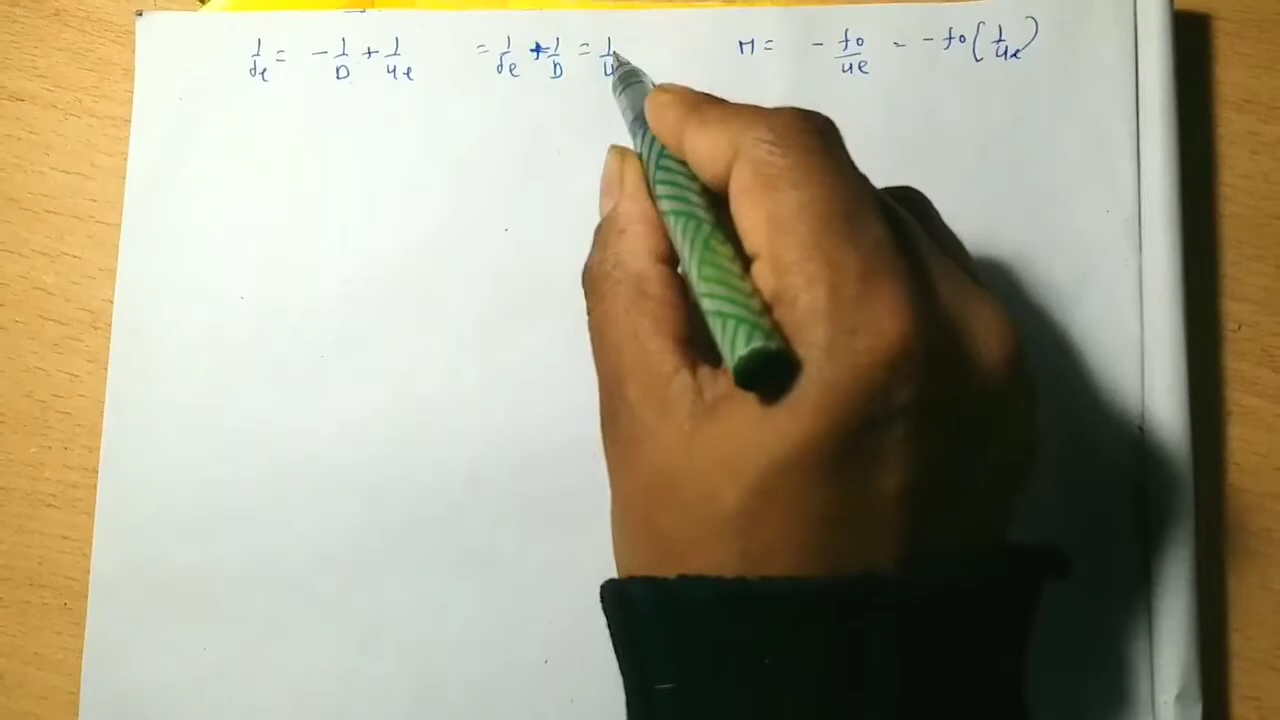 1/fe = - 1/D + 1/ue = 1/fe + 1/D = 1/u M = - fo/ue = - fo (1/ue)